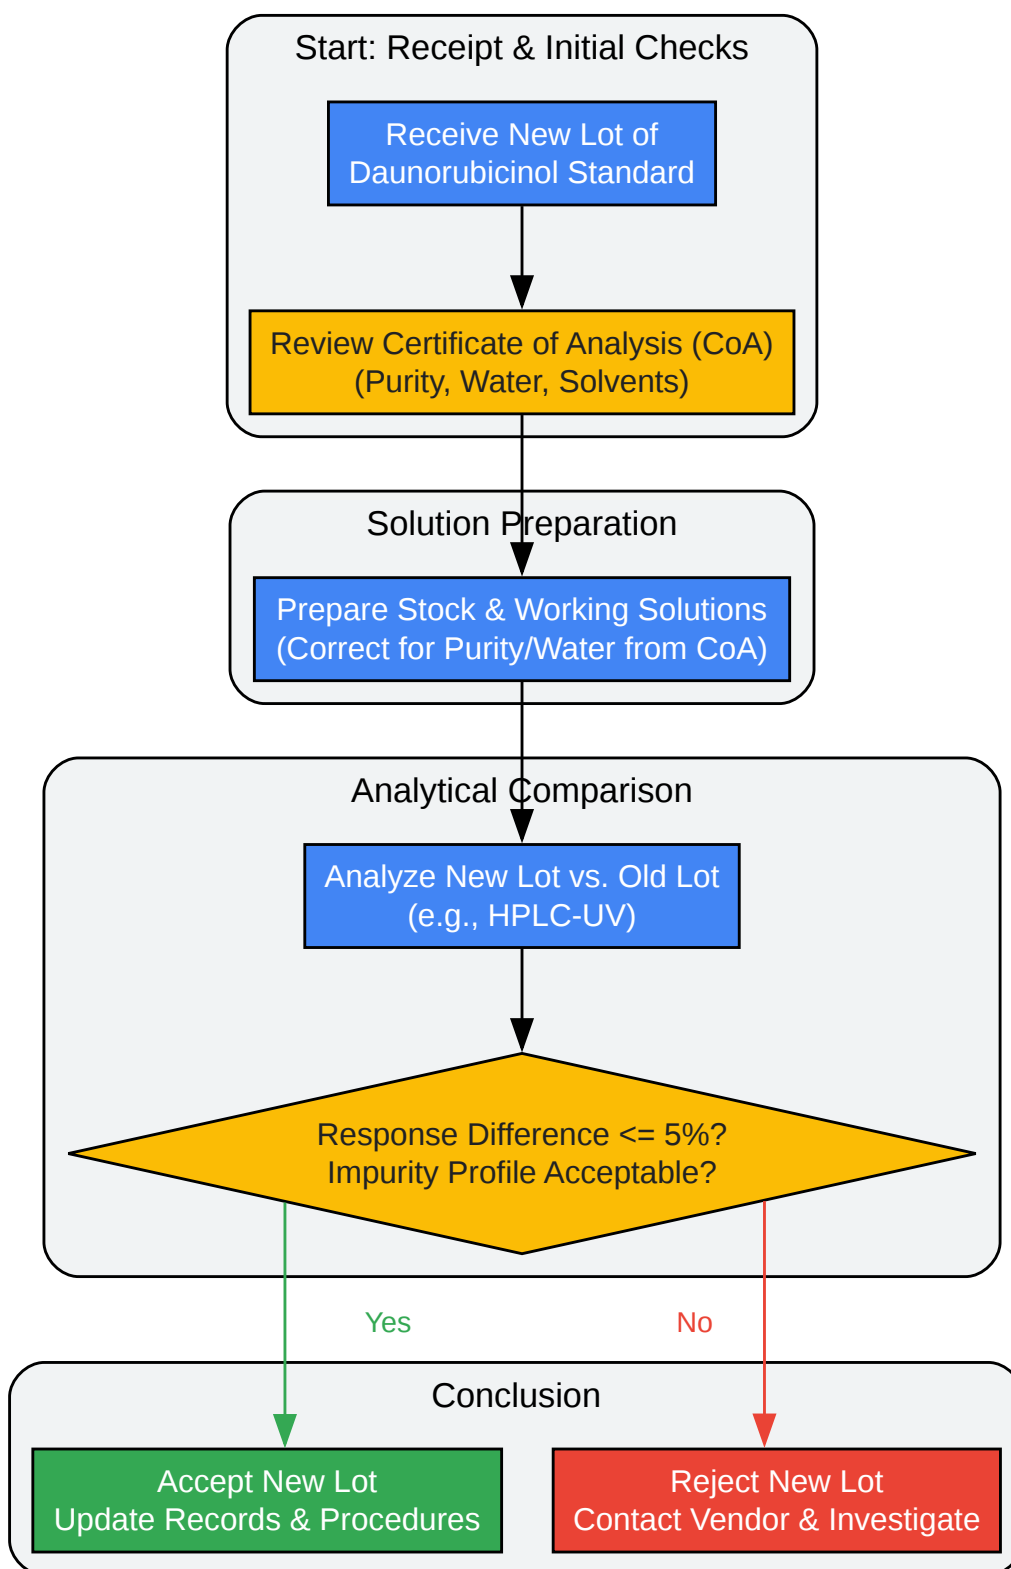 Start: Receipt & Initial Checks
Receive New Lot of
Daunorubicinol Standard
Review Certificate of Analysis (CoA)
(Purity, Water, Solvents)
Solution Preparation
Prepare Stock & Working Solutions
(Correct for Purity/Water from CoA)
Analytical Comparison
Analyze New Lot vs. Old Lot
(e.g., HPLC-UV)
Response Difference <= 5%?
Impurity Profile Acceptable?
Yes
No
Conclusion
Accept New Lot
Update Records & Procedures
Reject New Lot
Contact Vendor & Investigate